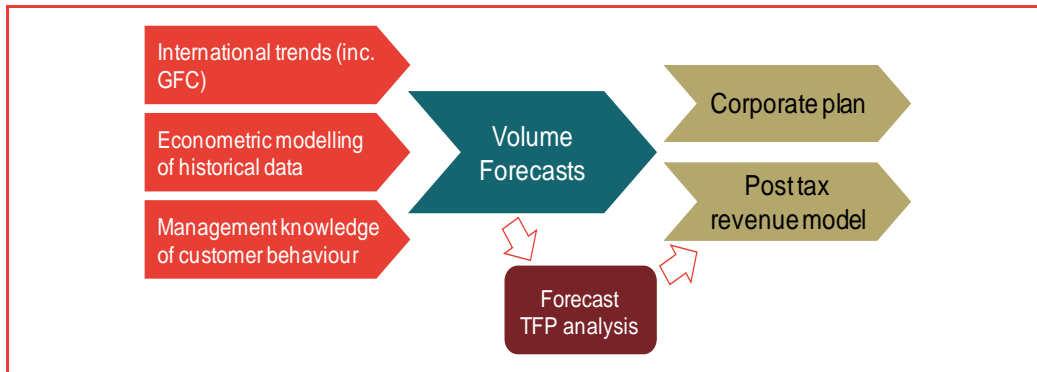 International trends (inc.
GFC)
Econometric modelling
of historical data
Management knowledge
of customer behaviour
Volume
Forecasts
Corporate plan
Post tax
revenue model
Forecast
TFP analysis